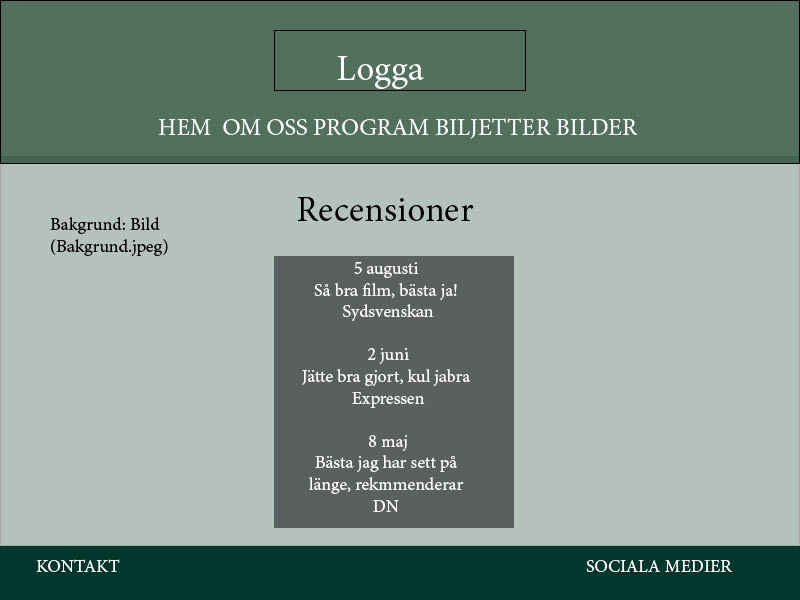 Logga
HEM OM OSS PROGRAM BILJETTER BILDER
Recensioner
Bakgrund: Bild
(Bakgrund.jpeg)
5 augusti
Så bra film, bästa ja!
Sydsvenskan
2 juni
Jätte bra gjort, kul jabra
Expressen
8 maj
Bästa jag har sett på
länge, rekmmenderar
DN
KONTAKT
SOCIALA MEDIER